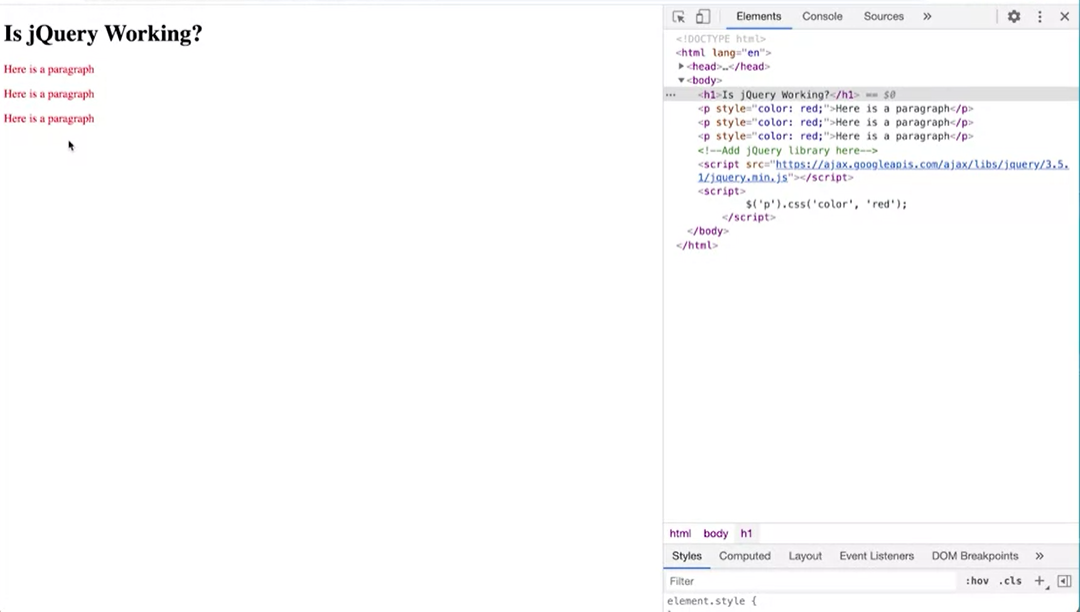 Is jQuery Working?
Here is a paragraph
Here is a paragraph
Here is a paragraph
Elements Console Sources »
<!DOCTYPE html>
<html lang="en">
<head>…</head>
<body>
<h1>Is jQuery Working?</h1> == $0
<p style="color: red;">Here is a paragraph</p>
<p style="color: red;">Here is a paragraph</p>
<p style="color: red;">Here is a paragraph</p>
<!--Add jQuery library here-->
<script src="https://ajax.googleapis.com/ajax/libs/jquery/3.5.
1/jquery.min.js"></script>
<script>
$('p').css('color', 'red');
</script>
</body>
</html>
html body h1
Styles Computed Layout Event Listeners DOM Breakpoints »
Filter :hov .cls +
element.style {